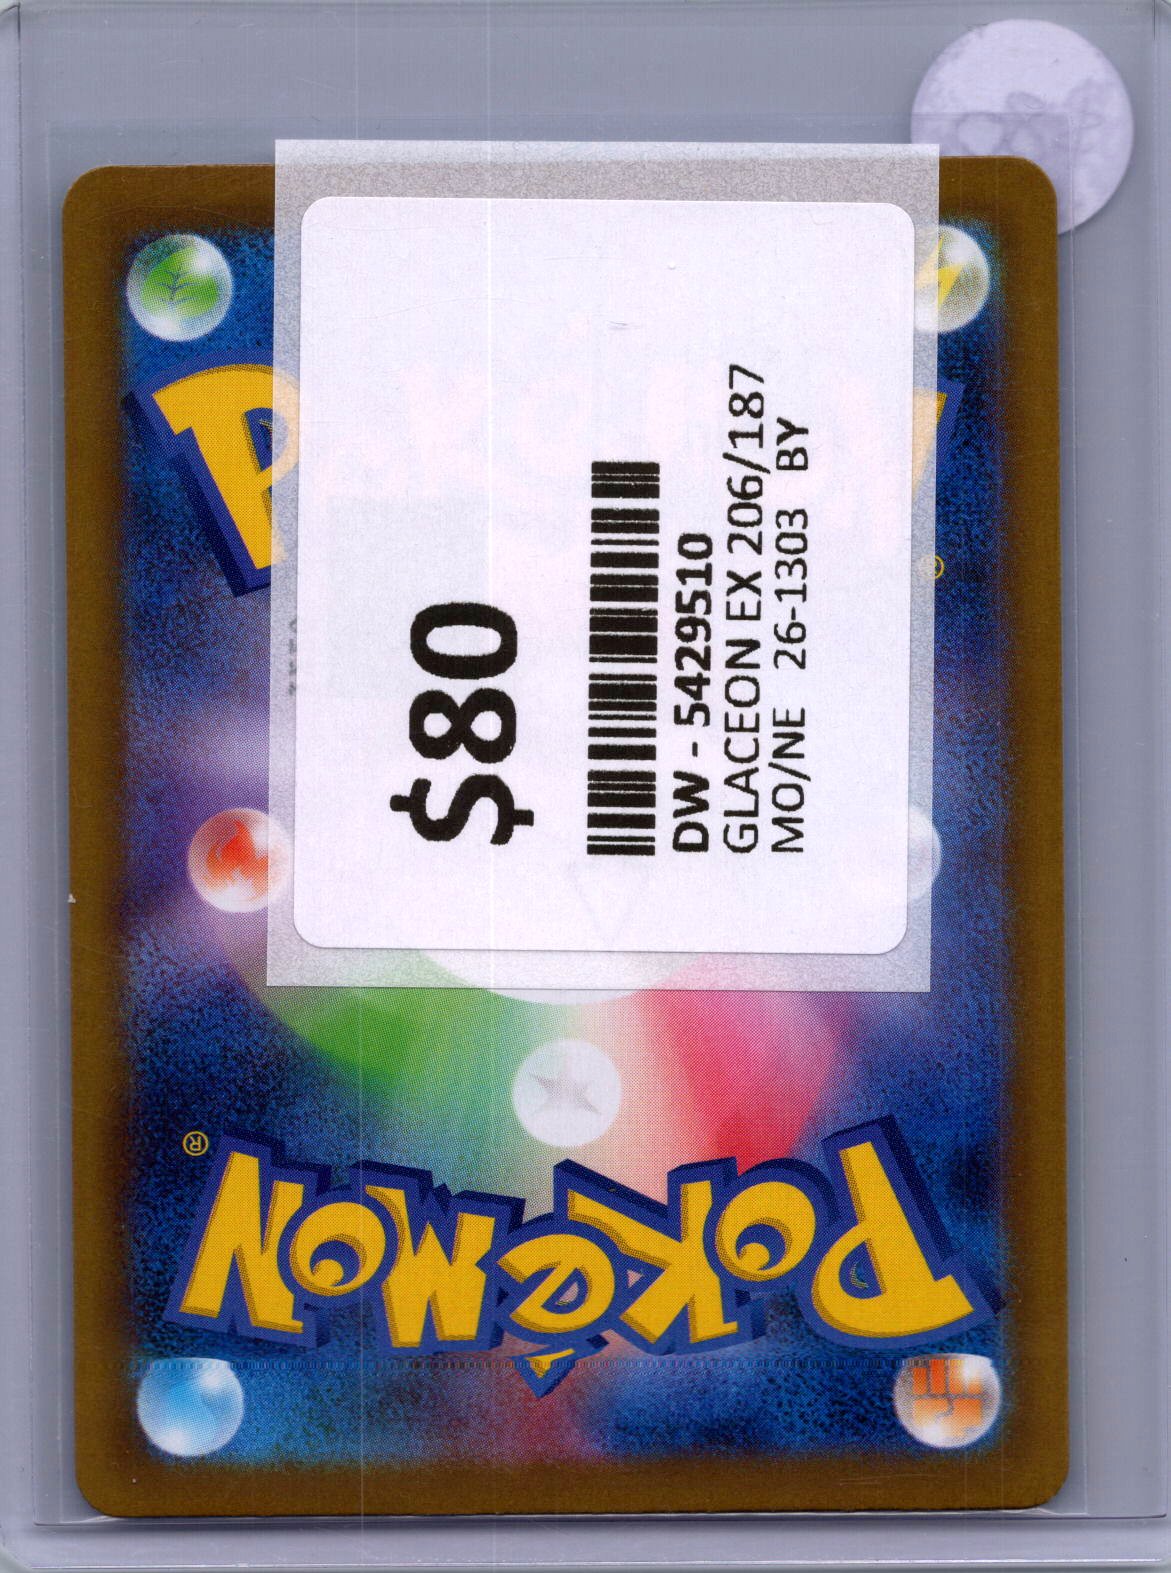 $80
DW - 5429510
GLACEON EX 206/187
MO/NE 26-1303 BY
POKéMON
®